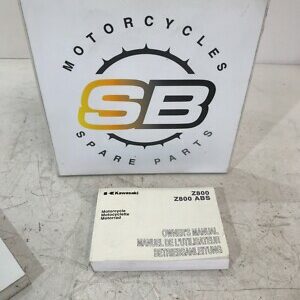 MOTORCYCLES
SB
SPARE PARTS
Kawasaki
Z800
Z800 ABS
Motorcycle
Motocyclette
Motorrad
OWNER'S MANUAL
MANUEL DE L'UTILISATEUR
BETRIEBSANLEITUNG